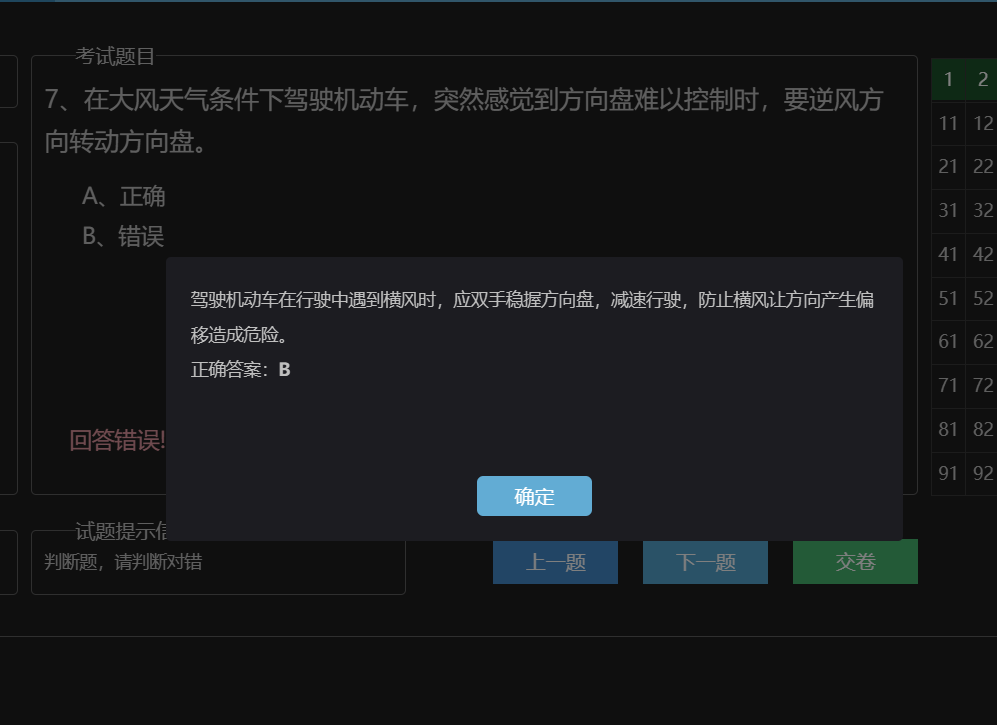 考试题目
7、在大风天气条件下驾驶机动车，突然感觉到方向盘难以控制时，要逆风方
向转动方向盘。
A、正确
B、错误
驾驶机动车在行驶中遇到横风时，应双手稳握方向盘，减速行驶，防止横风让方向产生偏
移造成危险。
正确答案：B
回答错误!
确定
试题提示信
判断题，请判断对错
上一题
下一题
交卷
1 2
11 12
21 22
31 32
41 42
51 52
61 62
71 72
81 82
91 92